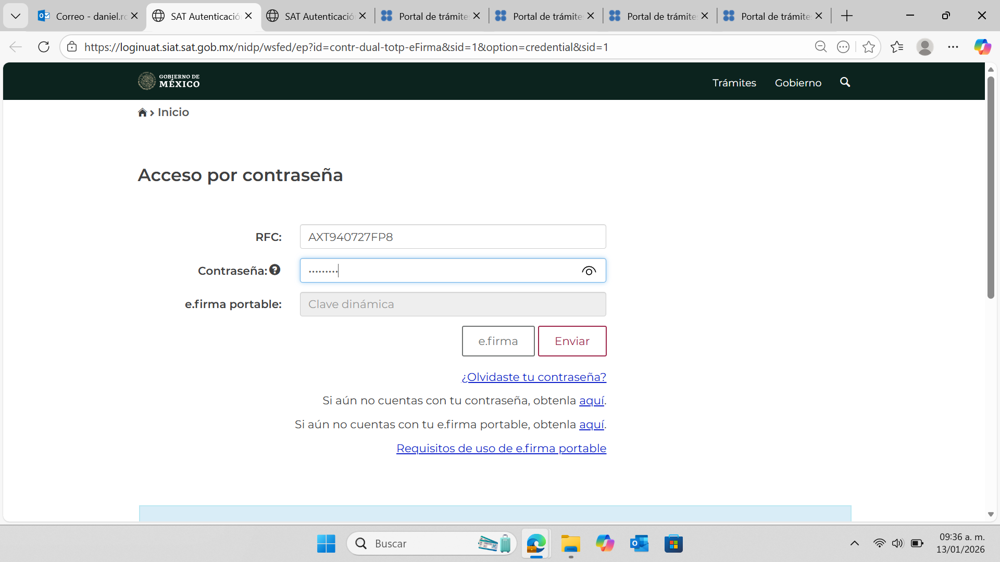 Correo - daniel.ro
SAT Autenticació
SAT Autenticació
Portal de trámite
Portal de trámite
Portal de trámite
Portal de trámite
https://loginuat.siat.sat.gob.mx/nidp/wsfed/ep?id=contr-dual-totp-eFirma&sid=1&option=credential&sid=1
GOBIERNO DE
MÉXICO
Trámites
Gobierno
Inicio
Acceso por contraseña
RFC:
AXT940727FP8
Contraseña:
e.firma portable:
Clave dinámica
e.firma
Enviar
¿Olvidaste tu contraseña?
Si aún no cuentas con tu contraseña, obtenla aquí.
Si aún no cuentas con tu e.firma portable, obtenla aquí.
Requisitos de uso de e.firma portable
Buscar
09:36 a. m.
13/01/2026